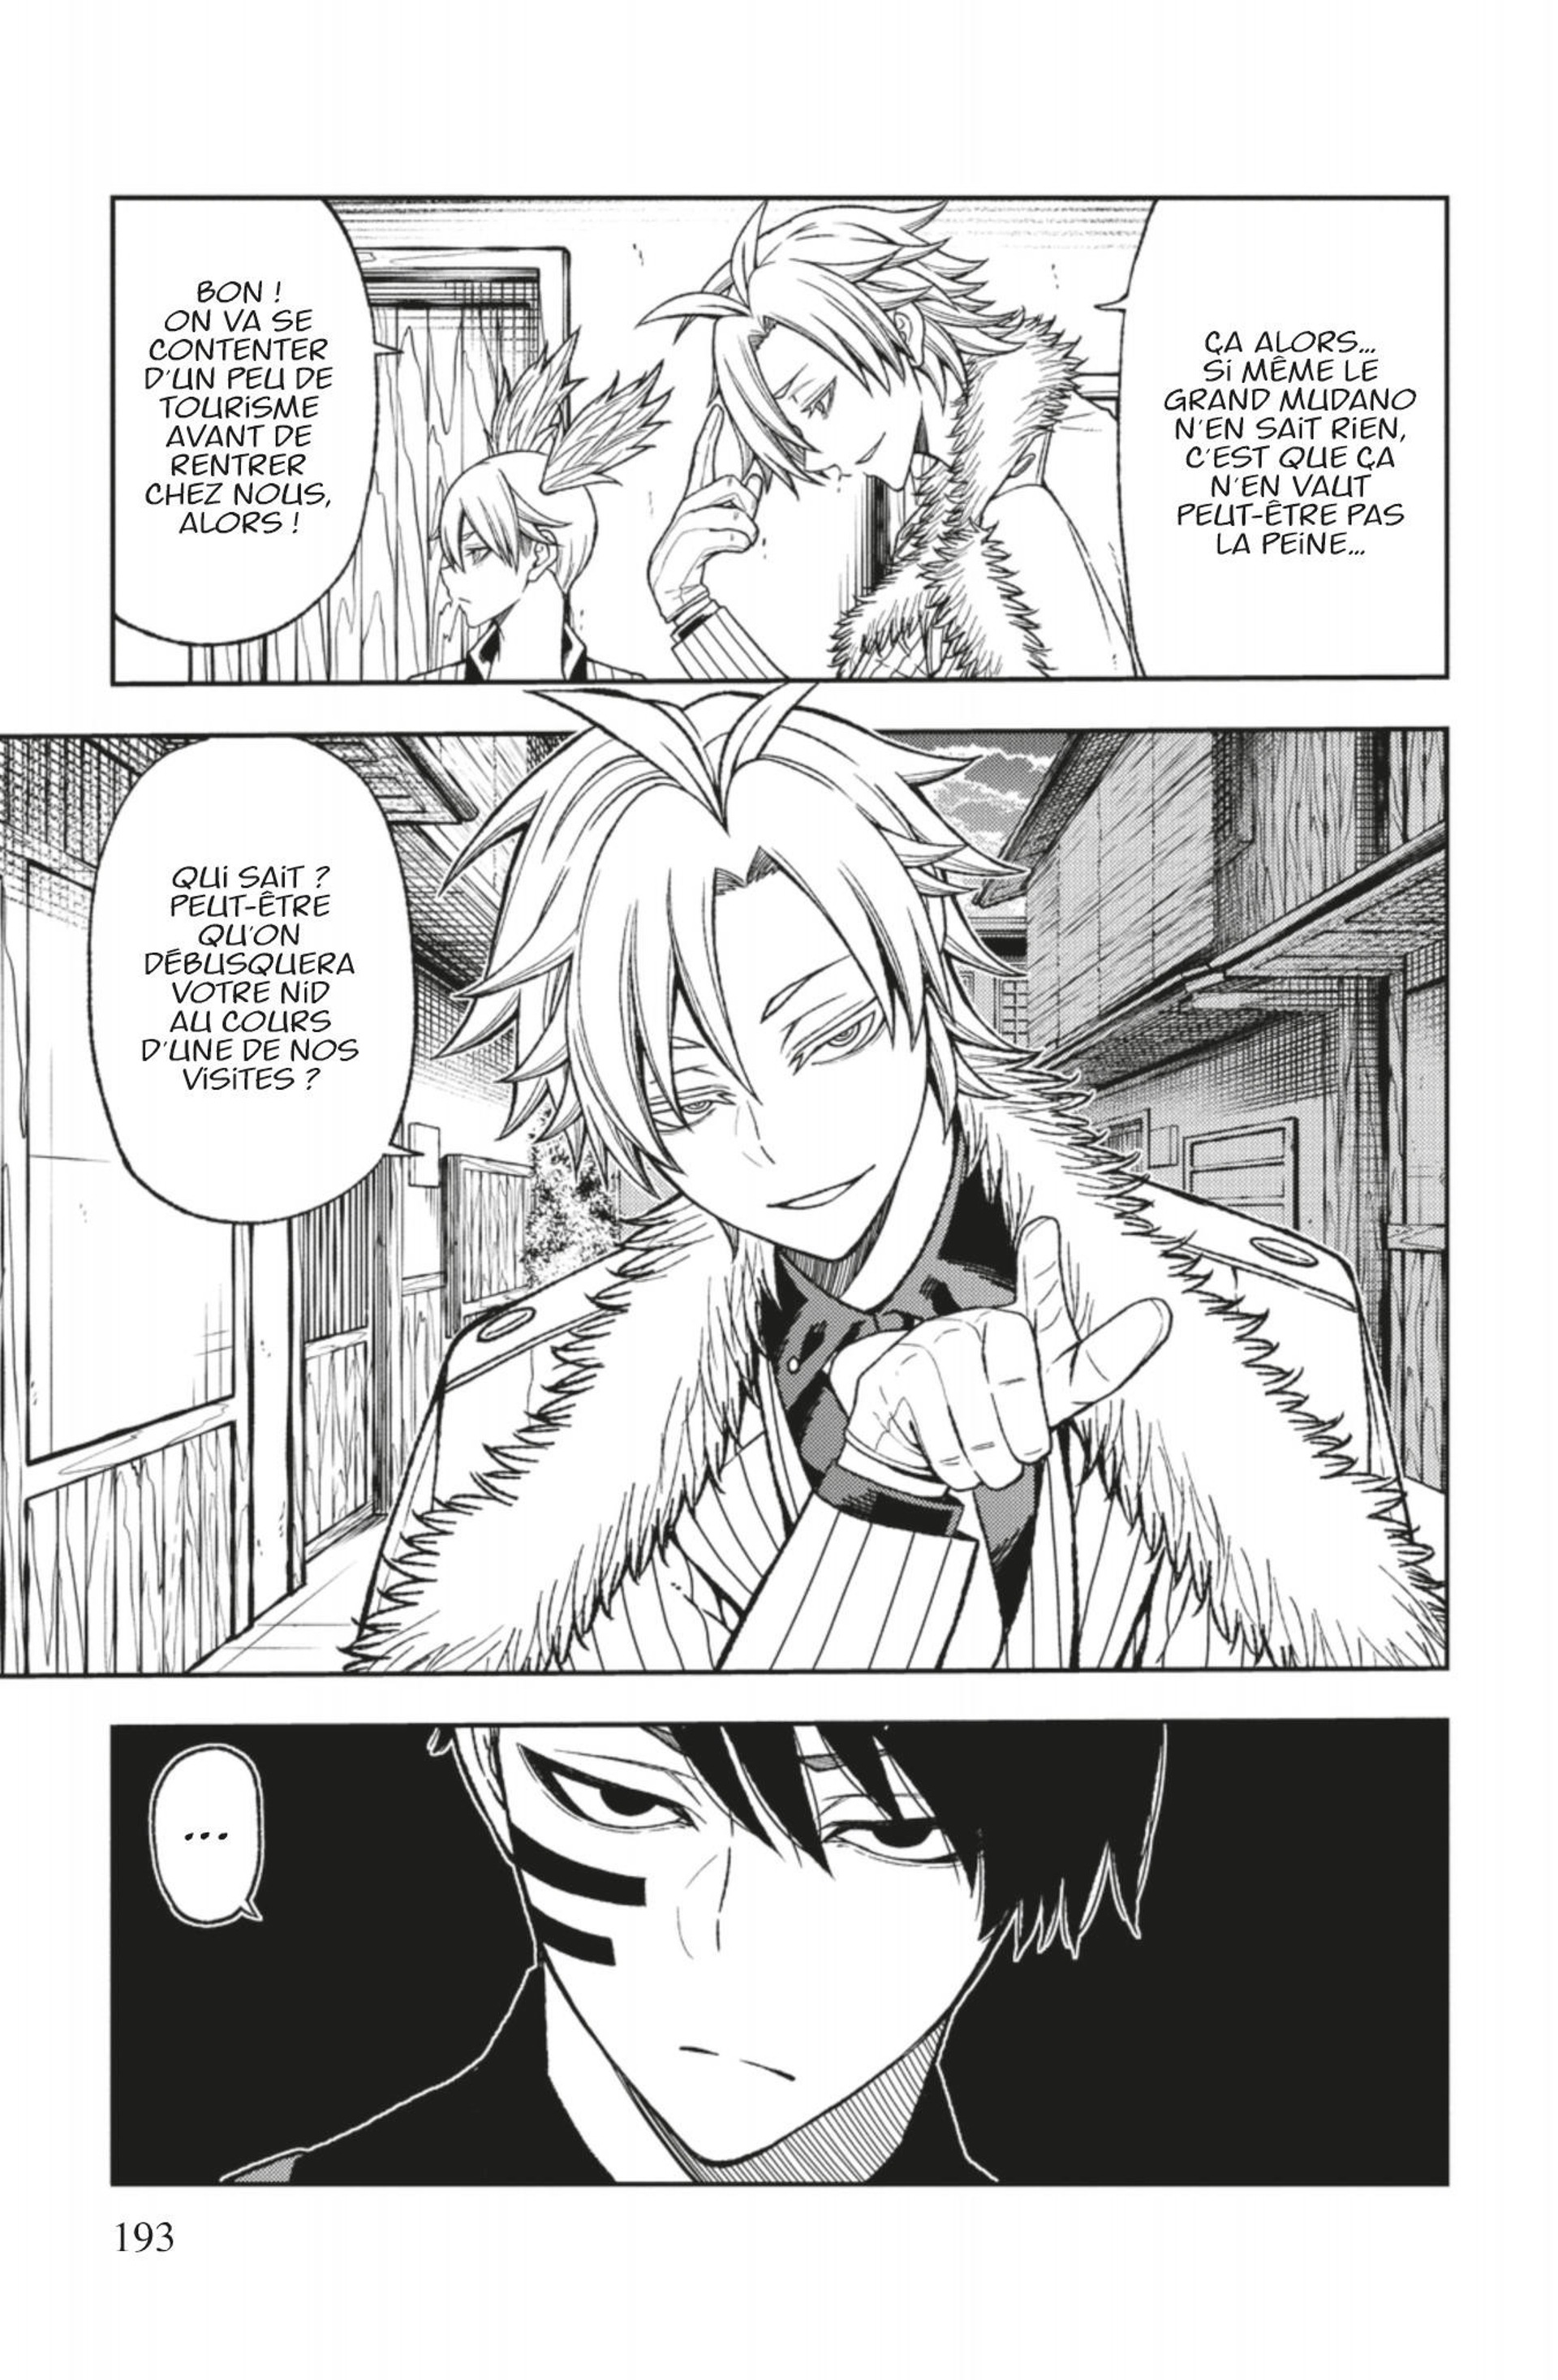 ÇA ALORS...
Si MÊME LE
GRAND MUDANO
N'EN SAiT RiEN,
C'EST QUE ÇA
N'EN VAUT
PEUT-ÊTRE PAS
LA PEiNE...
BON !
ON VA SE
CONTENTER
D'UN PEU DE
TOURiSME
AVANT DE
RENTRER
CHEZ NOUS,
ALORS !
QUi SAiT ?
PEUT-ÊTRE
QU'ON
DÉBUSQUERA
VOTRE NiD
AU COURS
D'UNE DE NOS
ViSiTES ?
...
193